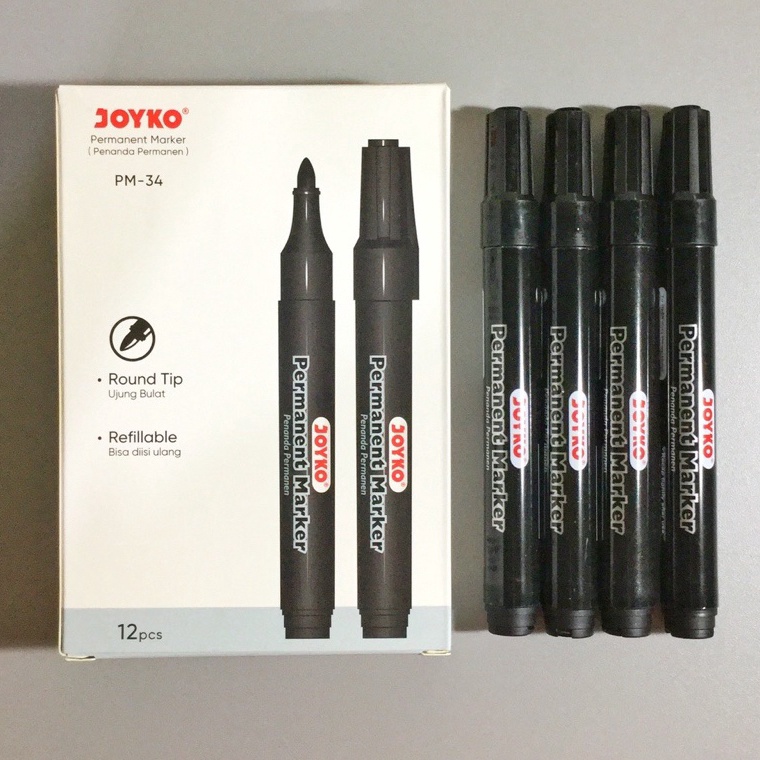 JOYKO®
Permanent Marker
( Penanda Permanen )
PM-34
• Round Tip
Ujung Bulat
• Refillable
Bisa diisi ulang
12pcs
JOYKO®
Permanent Marker
Penanda Permanen
JOYKO®
Permanent Marker
Penanda Permanen
JOYKO
Permanent Marker
Penanda Permanen
JOYKO
Permanent Marker
JOYKO
Permanent Marker
Penanda Permanen
JOYKO
Permanent Marker
Penanda Permanen